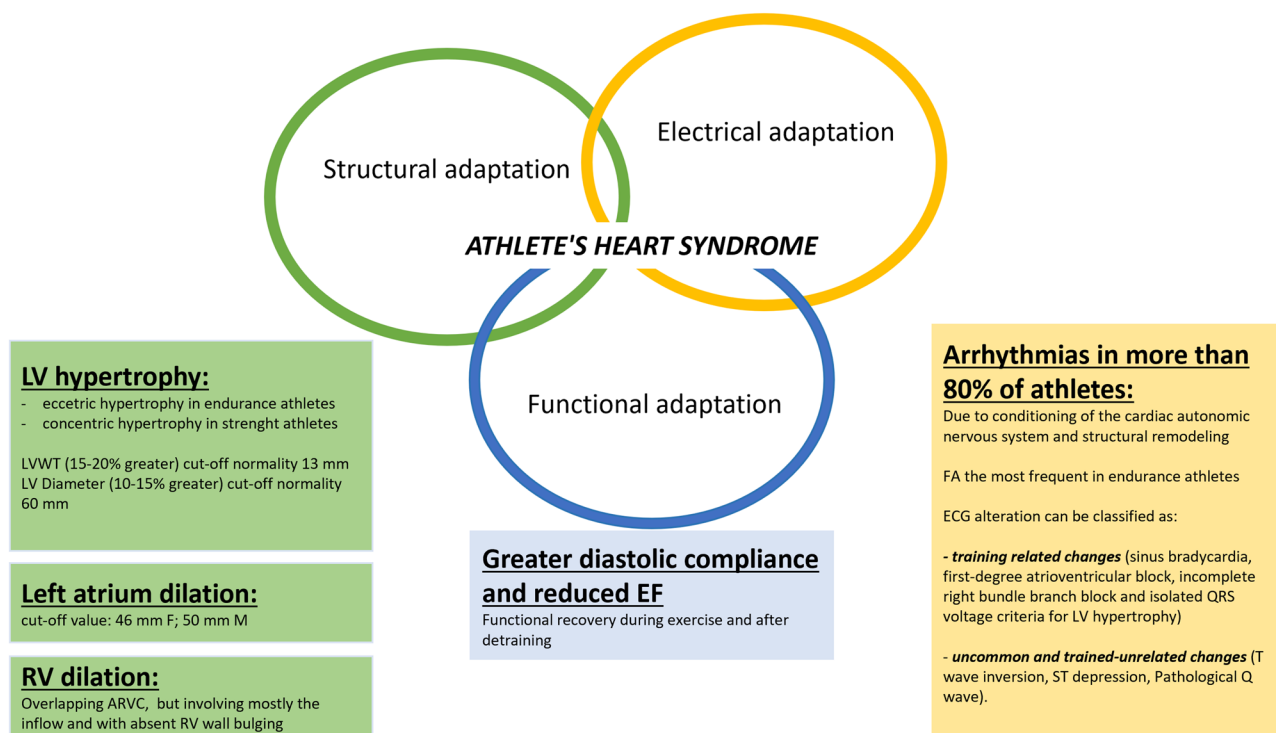 Structural adaptation
Electrical adaptation
ATHLETE'S HEART SYNDROME
Functional adaptation
LV hypertrophy:
- eccetric hypertrophy in endurance athletes
- concentric hypertrophy in strenght athletes
LVWT (15-20% greater) cut-off normality 13 mm
LV Diameter (10-15% greater) cut-off normality
60 mm
Left atrium dilation:
cut-off value: 46 mm F; 50 mm M
RV dilation:
Overlapping ARVC, but involving mostly the
inflow and with absent RV wall bulging
Greater diastolic compliance
and reduced EF
Functional recovery during exercise and after
detraining
Arrhythmias in more than
80% of athletes:
Due to conditioning of the cardiac autonomic
nervous system and structural remodeling
FA the most frequent in endurance athletes
ECG alteration can be classified as:
- training related changes (sinus bradycardia,
first-degree atrioventricular block, incomplete
right bundle branch block and isolated QRS
voltage criteria for LV hypertrophy)
- uncommon and trained-unrelated changes (T
wave inversion, ST depression, Pathological Q
wave).